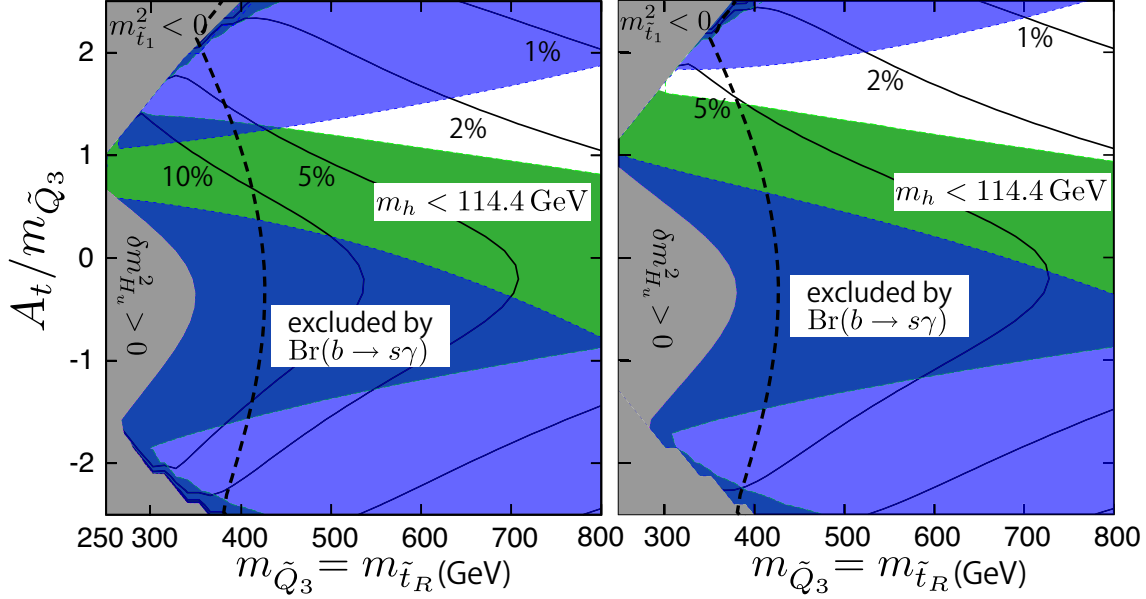 m²_{t̃₁} < 0
1%
2%
10%
5%
m_h < 114.4 GeV
δm²_{H_u} > 0
excluded by
Br(b → sγ)
2
1
0
-1
-2
A_t/m_{Q̃₃}
250 300 400 500 600 700 800
m_{Q̃₃} = m_{t̃_R} (GeV)
m²_{t̃₁} < 0
1%
2%
5%
m_h < 114.4 GeV
δm²_{H_u} > 0
excluded by
Br(b → sγ)
300 400 500 600 700 800
m_{Q̃₃} = m_{t̃_R} (GeV)